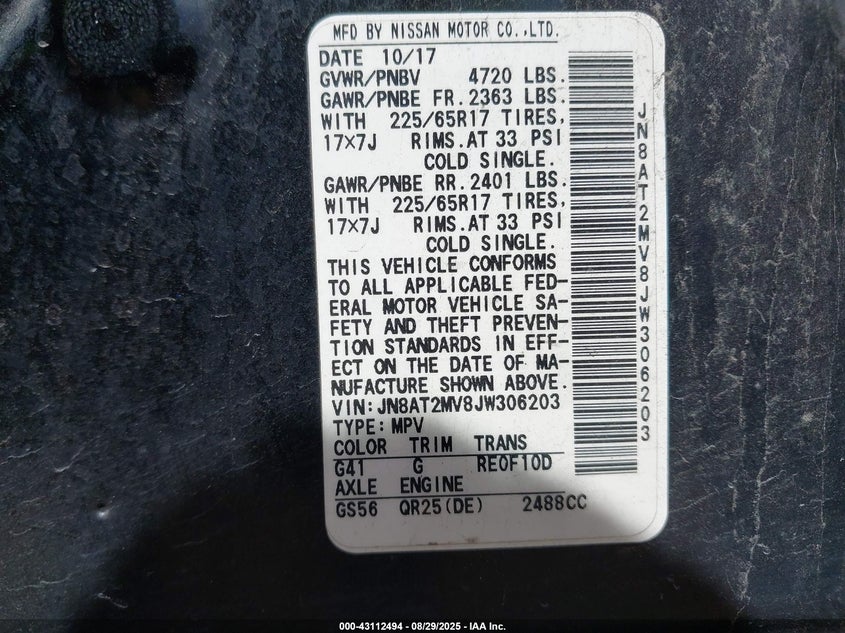 MFD BY NISSAN MOTOR CO.,LTD.
DATE 10/17
GVWR/PNBV 4720 LBS.
GAWR/PNBE FR.2363 LBS.
WITH 225/65R17 TIRES,
17×7J RIMS.AT 33 PSI
COLD SINGLE.
GAWR/PNBE RR.2401 LBS.
WITH 225/65R17 TIRES,
17×7J RIMS.AT 33 PSI
COLD SINGLE.
THIS VEHICLE CONFORMS
TO ALL APPLICABLE FED-
ERAL MOTOR VEHICLE SA-
FETY AND THEFT PREVEN-
TION STANDARDS IN EFF-
ECT ON THE DATE OF MA-
NUFACTURE SHOWN ABOVE.
VIN:JN8AT2MV8JW306203
TYPE:MPV
COLOR TRIM TRANS
G41 G RE0F10D
AXLE ENGINE
GS56 QR25(DE) 2488CC
JN8AT2MV8JW306203
000-43112494 - 08/29/2025 - IAA Inc.